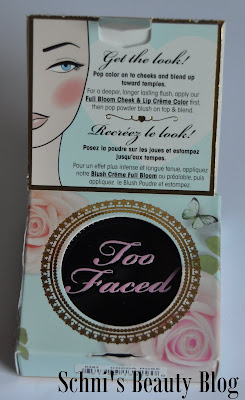 Get the look!
Pop color on to cheeks and blend up
toward temples.
For a deeper, longer lasting flush, apply our
Full Bloom Cheek & Lip Crème Color first,
then pop powder blush on top & blend.
Recréez le look!
Posez la poudre sur les joues et estompez
jusqu'aux tempes.
Pour un effet plus intense et longue tenue, appliquez
notre Blush Crème Full Bloom au préalable, puis
appliquez le Blush Poudre et estompez.
Too
Faced
Schni's Beauty Blog